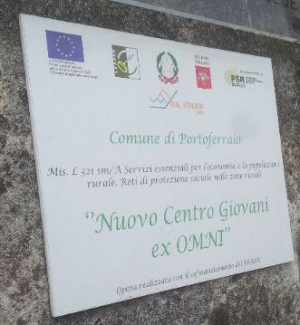 PSR
Comune di Portoferraio
Mis. L 321 sm/A Servizi essenziali per l'economia e la popolazione
rurale. Reti di protezione sociale nelle zone rurali
"Nuovo Centro Giovani
ex OMNI"
Opera realizzata con il cofinanziamento del FEASR